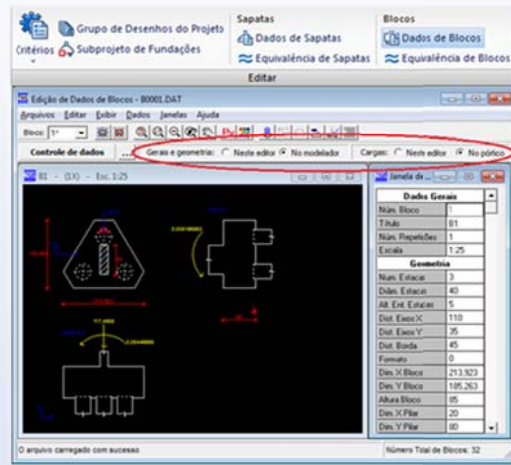 Critérios
Grupo de Desenhos do Projeto
Subprojeto de Fundações
Sapatas
Dados de Sapatas
Equivalência de Sapatas
Blocos
Dados de Blocos
Equivalência de Blocos
Editar
Edição de Dados de Blocos - B0001.DAT
Arquivos Editar Exibir Dados Janelas Ajuda
Bloco: 1º
Controle de dados ... Gerais e geometria: Neste editor No modelador Cargas: Neste editor No pórtico
B1 - (1X) - Esc. 1:25
Janela de ...
Dados Gerais
Núm. Bloco 1
Título B1
Núm. Repetições 1
Escala 1:25
Geometria
Num. Estacas 3
Diâm. Estacas 40
Alt. Ent. Estacas 5
Dist. Eixos X 110
Dist. Eixos Y 35
Dist. Borda 45
Formato 0
Dim. X Bloco 213,923
Dim. Y Bloco 185,263
Altura Bloco 85
Dim. X Pilar 20
Dim. Y Pilar 80
O arquivo carregado com sucesso
Número Total de Blocos: 32